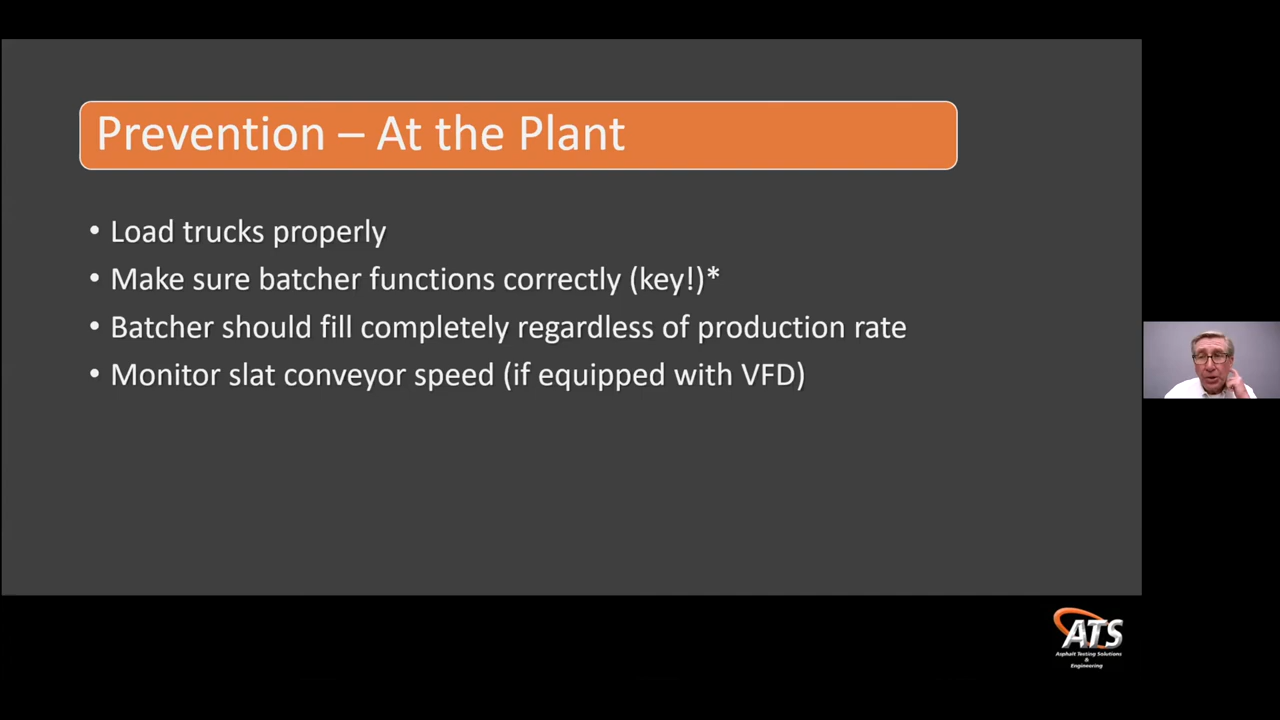 Prevention – At the Plant
• Load trucks properly
• Make sure batcher functions correctly (key!)*
• Batcher should fill completely regardless of production rate
• Monitor slat conveyor speed (if equipped with VFD)
ATS
Asphalt Testing Solutions
&
Engineering